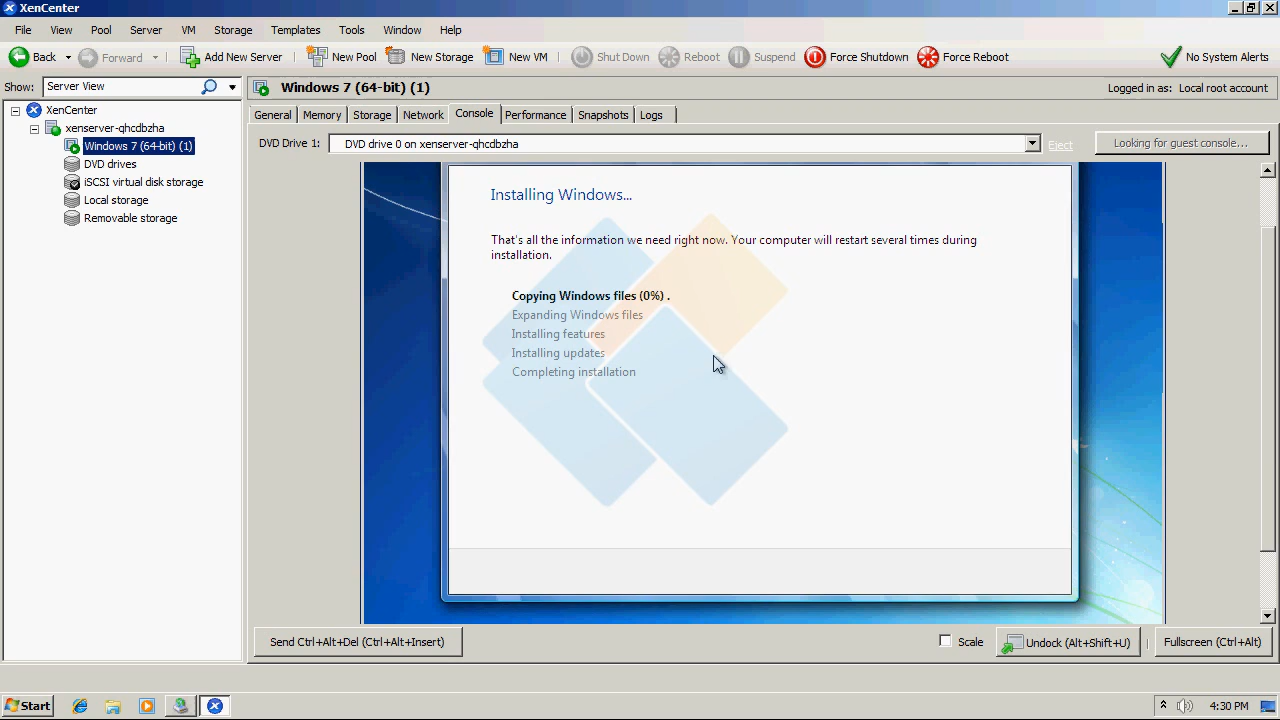 XenCenter
File View Pool Server VM Storage Templates Tools Window Help
Back Forward Add New Server New Pool New Storage New VM Shut Down Reboot Suspend Force Shutdown Force Reboot No System Alerts
Show: Server View
Windows 7 (64-bit) (1) Logged in as: Local root account
XenCenter
xenserver-qhcdbzha
Windows 7 (64-bit) (1)
DVD drives
iSCSI virtual disk storage
Local storage
Removable storage
General Memory Storage Network Console Performance Snapshots Logs
DVD Drive 1: DVD drive 0 on xenserver-qhcdbzha Eject Looking for guest console...
Installing Windows...
That's all the information we need right now. Your computer will restart several times during
installation.
Copying Windows files (0%) .
Expanding Windows files
Installing features
Installing updates
Completing installation
Send Ctrl+Alt+Del (Ctrl+Alt+Insert) Scale Undock (Alt+Shift+U) Fullscreen (Ctrl+Alt)
Start 4:30 PM